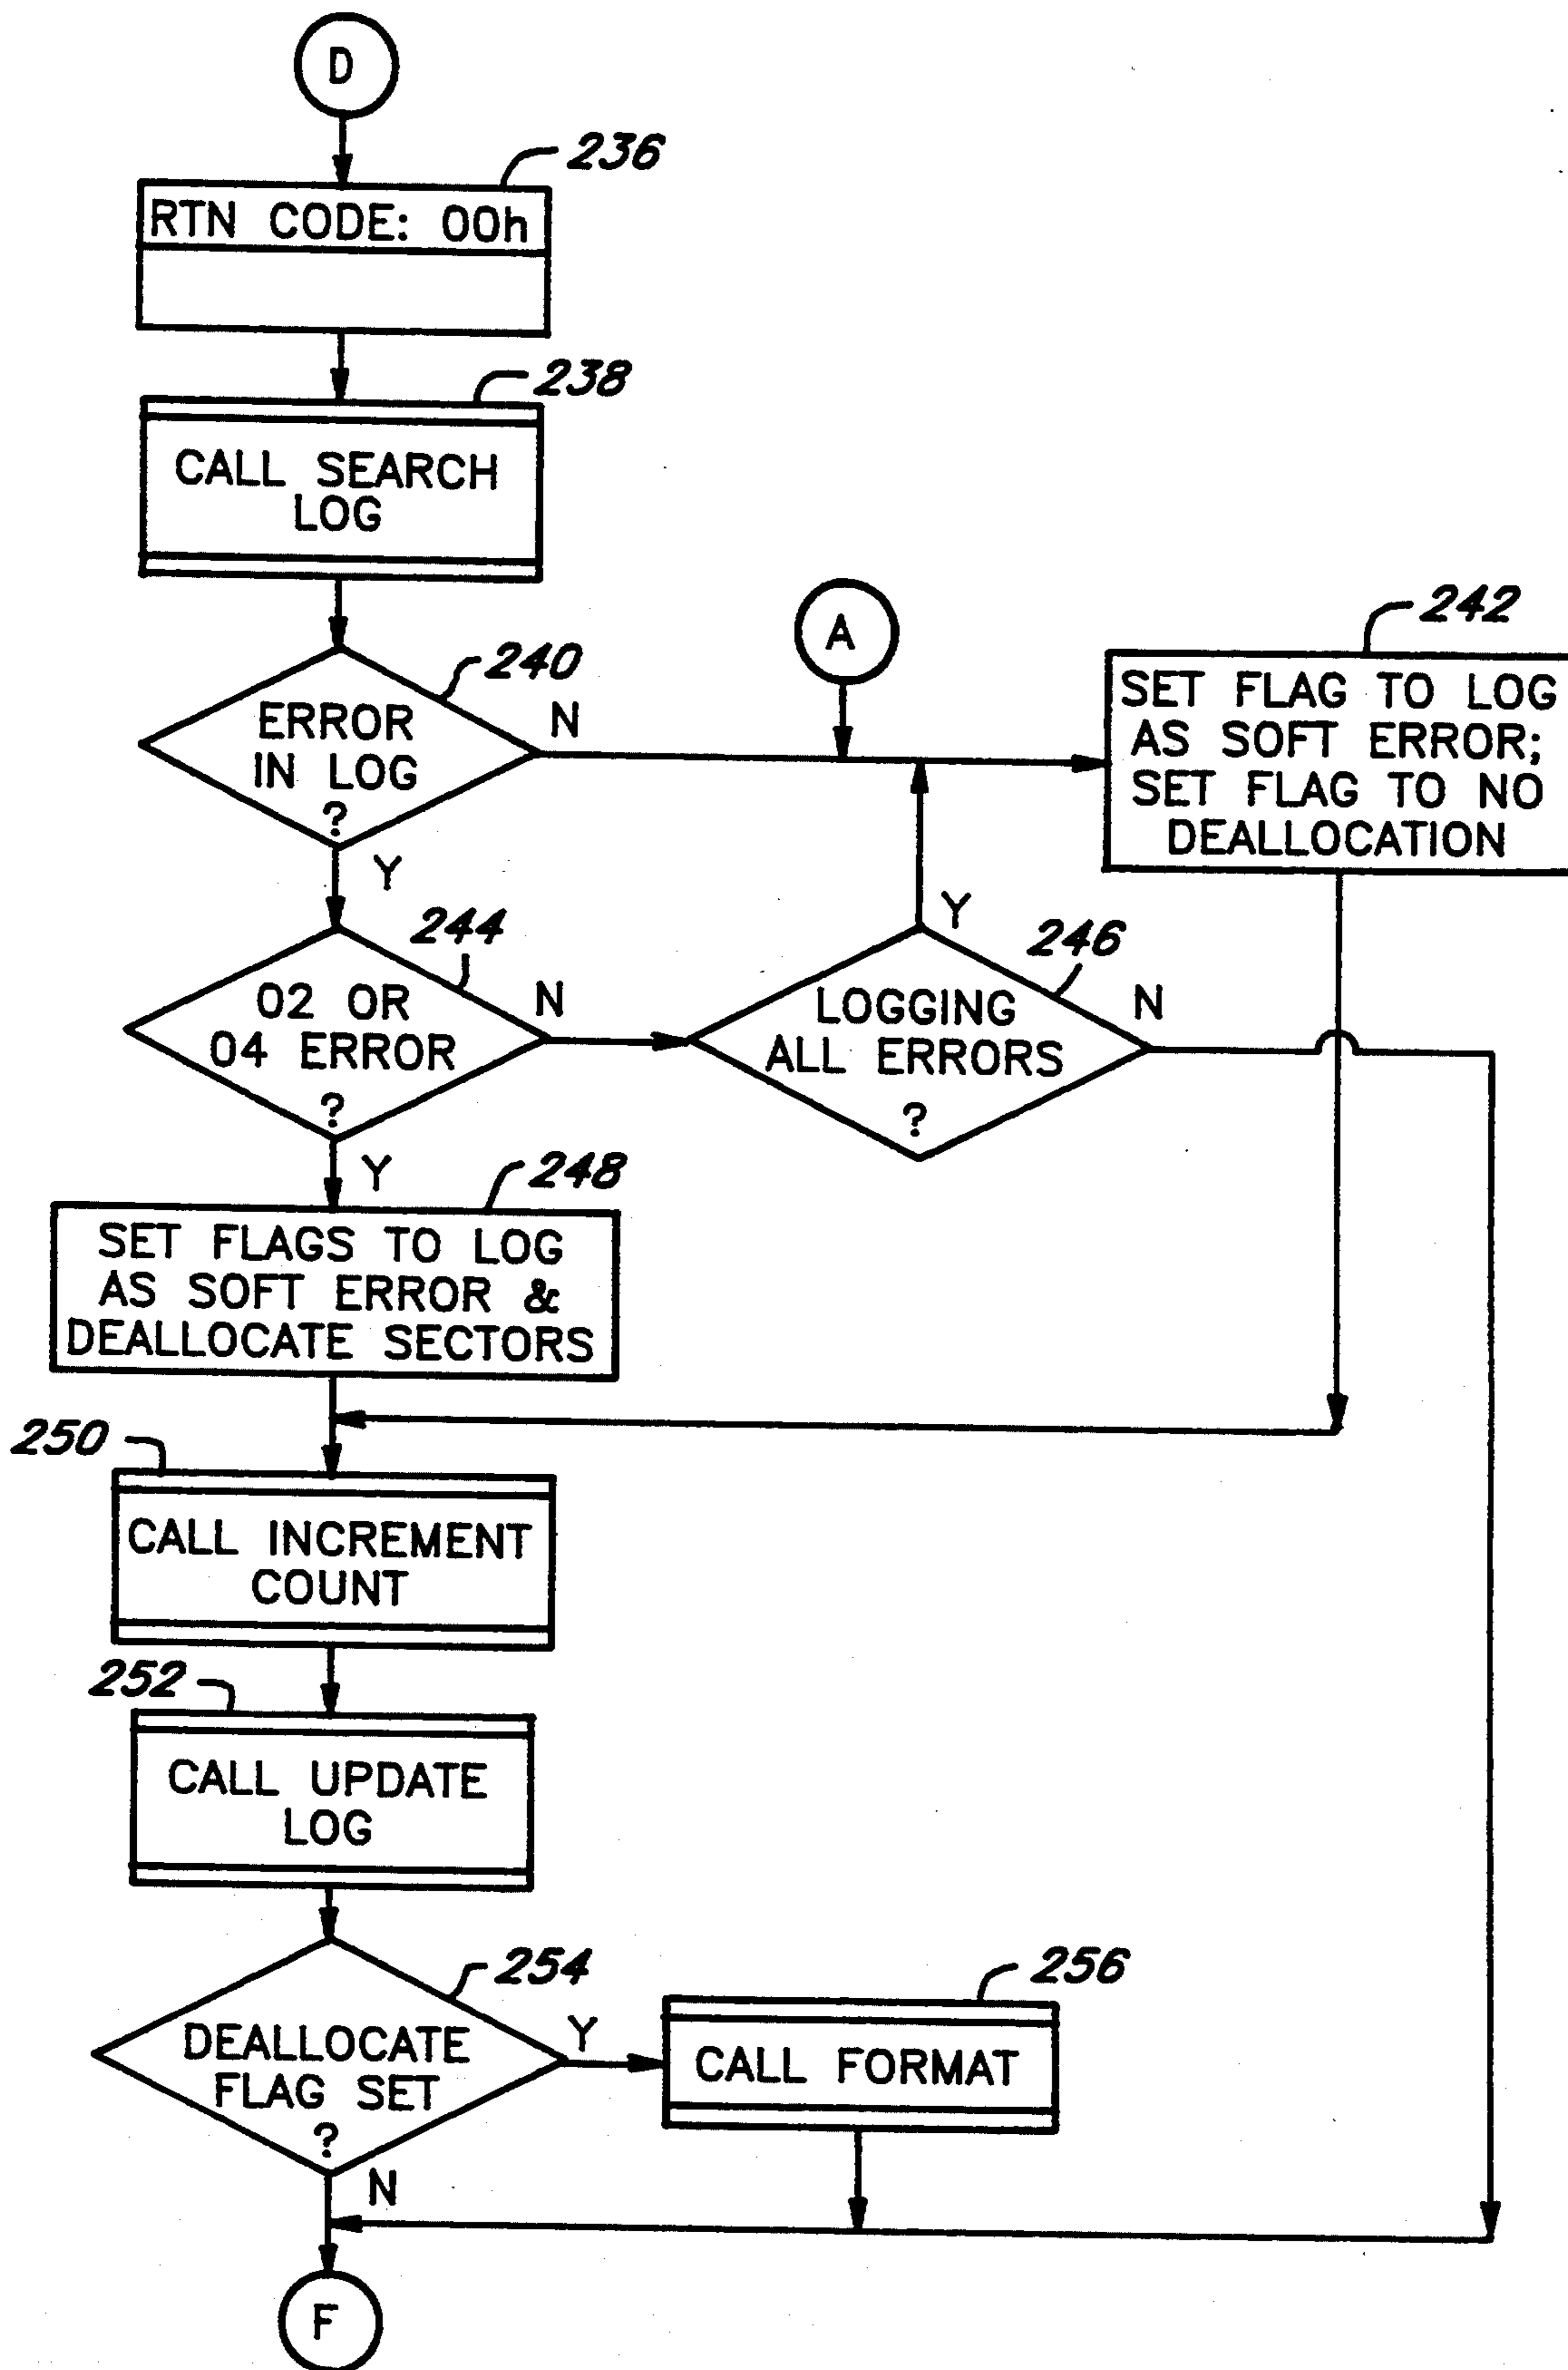 D
236
RTN CODE: 00h
238
CALL SEARCH
LOG
240
ERROR
IN LOG
?
N
Y
A
242
SET FLAG TO LOG
AS SOFT ERROR;
SET FLAG TO NO
DEALLOCATION
244
02 OR
04 ERROR
?
N
Y
246
LOGGING
ALL ERRORS
?
Y
N
248
SET FLAGS TO LOG
AS SOFT ERROR &
DEALLOCATE SECTORS
250
CALL INCREMENT
COUNT
252
CALL UPDATE
LOG
254
DEALLOCATE
FLAG SET
?
Y
N
256
CALL FORMAT
F